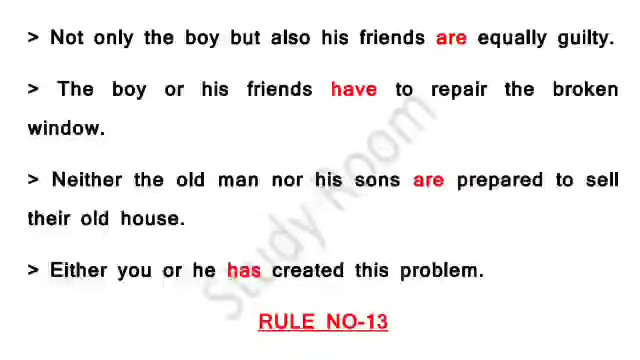 > Not only the boy but also his friends are equally guilty.
> The boy or his friends have to repair the broken
window.
> Neither the old man nor his sons are prepared to sell
their old house.
> Either you or he has created this problem.
RULE NO-13
Study Room